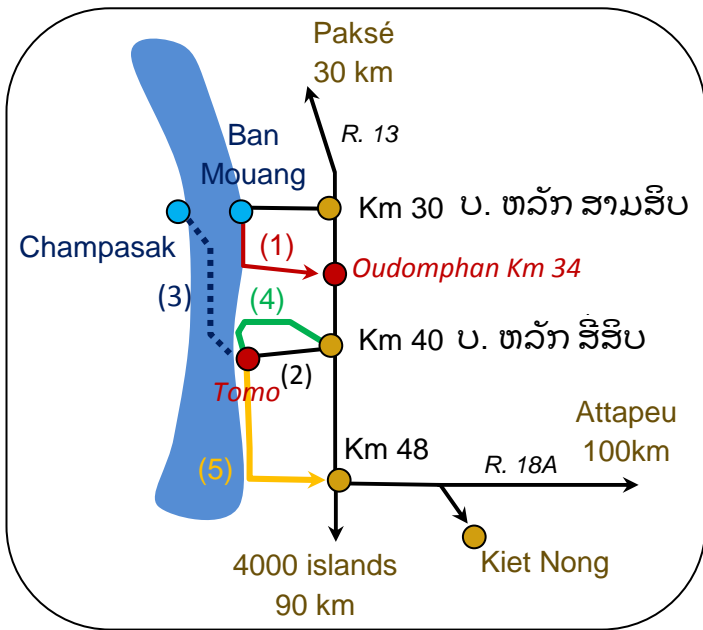 Paksé
30 km
R. 13
Ban
Mouang
Km 30 ບ. ຫລັກ ສາມສິບ
Champasak
(1)
Oudomphan Km 34
(3)
(4)
Km 40 ບ. ຫລັກ ສີ່ສິບ
(2)
Tomo
Attapeu
100km
Km 48
R. 18A
(5)
4000 islands
90 km
Kiet Nong